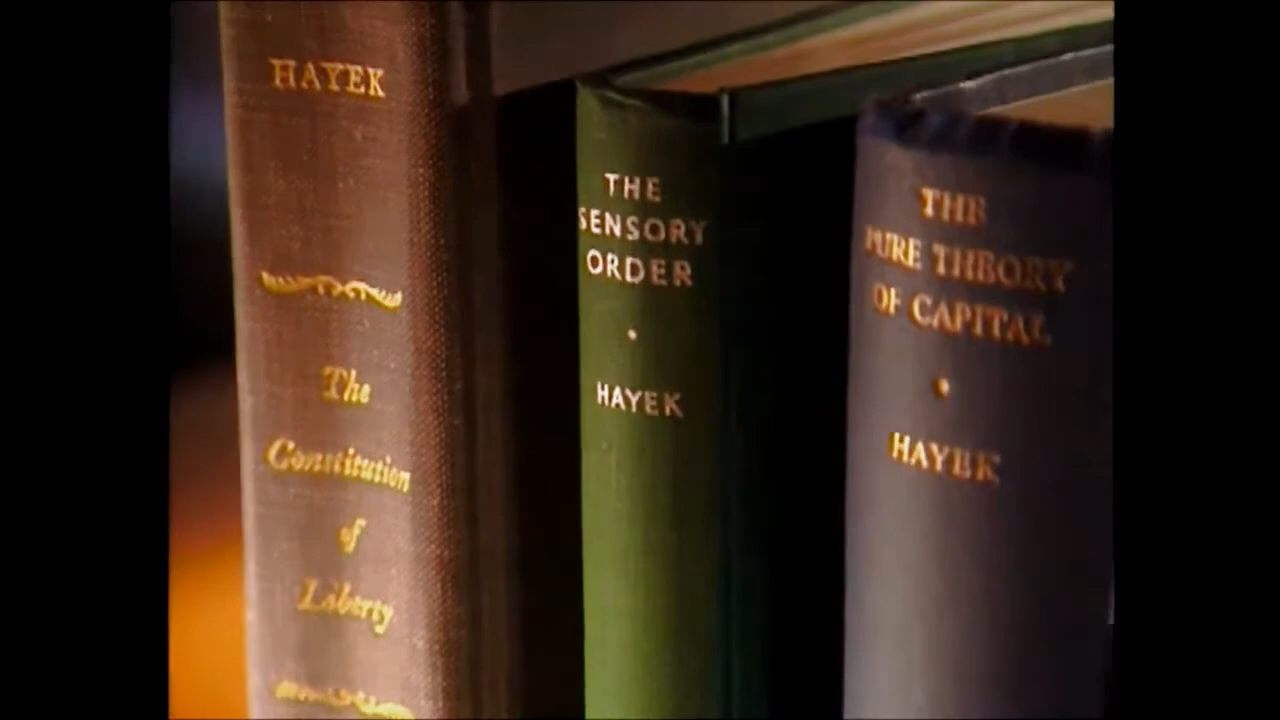 HAYEK
The
Constitution
of
Liberty
THE
SENSORY
ORDER
·
HAYEK
THE
PURE THEORY
OF CAPITAL
·
HAYEK